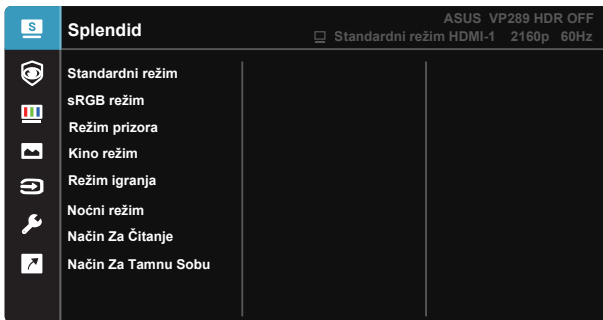 S
Splendid
ASUS VP289 HDR OFF
Standardni režim HDMI-1 2160p 60Hz
Standardni režim
sRGB režim
Režim prizora
Kino režim
Režim igranja
Noćni režim
Način Za Čitanje
Način Za Tamnu Sobu